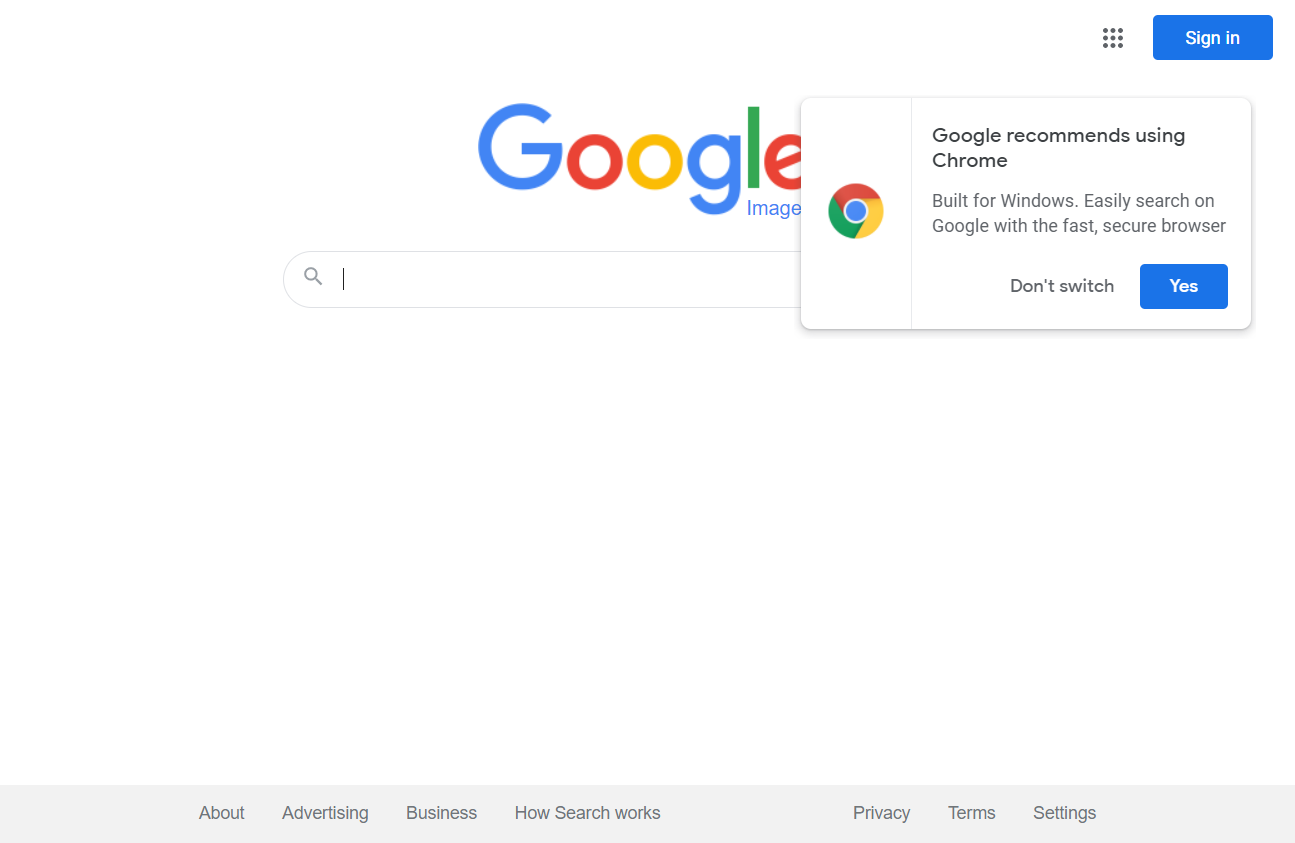 Sign in
Google
Image
Google recommends using
Chrome
Built for Windows. Easily search on
Google with the fast, secure browser
Don't switch
Yes
About
Advertising
Business
How Search works
Privacy
Terms
Settings